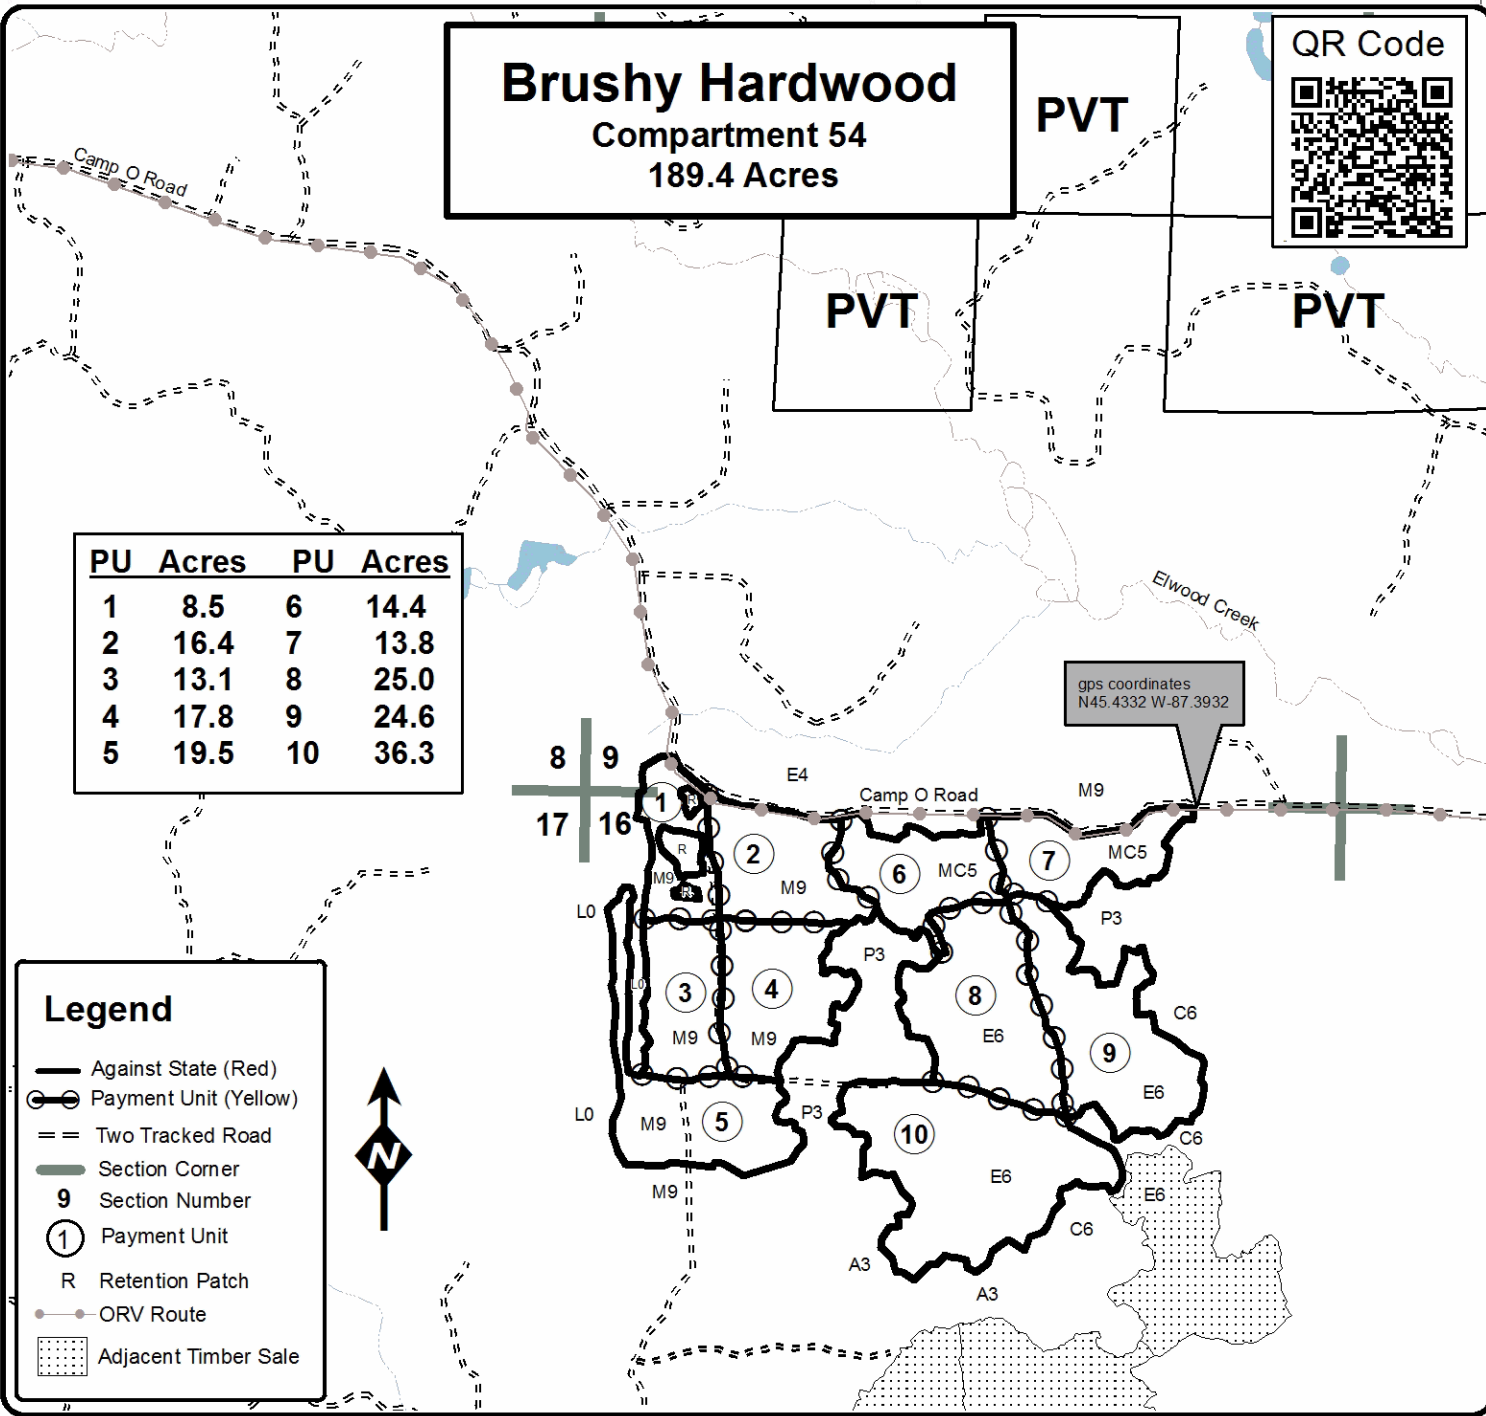 Brushy Hardwood
Compartment 54
189.4 Acres
QR Code
PVT
PVT
PVT
Camp O Road
PU Acres PU Acres
1 8.5 6 14.4
2 16.4 7 13.8
3 13.1 8 25.0
4 17.8 9 24.6
5 19.5 10 36.3
Elwood Creek
gps coordinates
N45.4332 W-87.3932
8 9
17 16
E4
Camp O Road
M9
1
R
2
R
M9
R
M9
6
MC5
7
MC5
L0
P3
P3
L0
3
M9
4
M9
8
E6
C6
9
E6
L0
M9
5
P3
10
C6
M9
E6
E6
C6
A3
A3
Legend
Against State (Red)
Payment Unit (Yellow)
Two Tracked Road
Section Corner
9 Section Number
1 Payment Unit
R Retention Patch
ORV Route
Adjacent Timber Sale
N